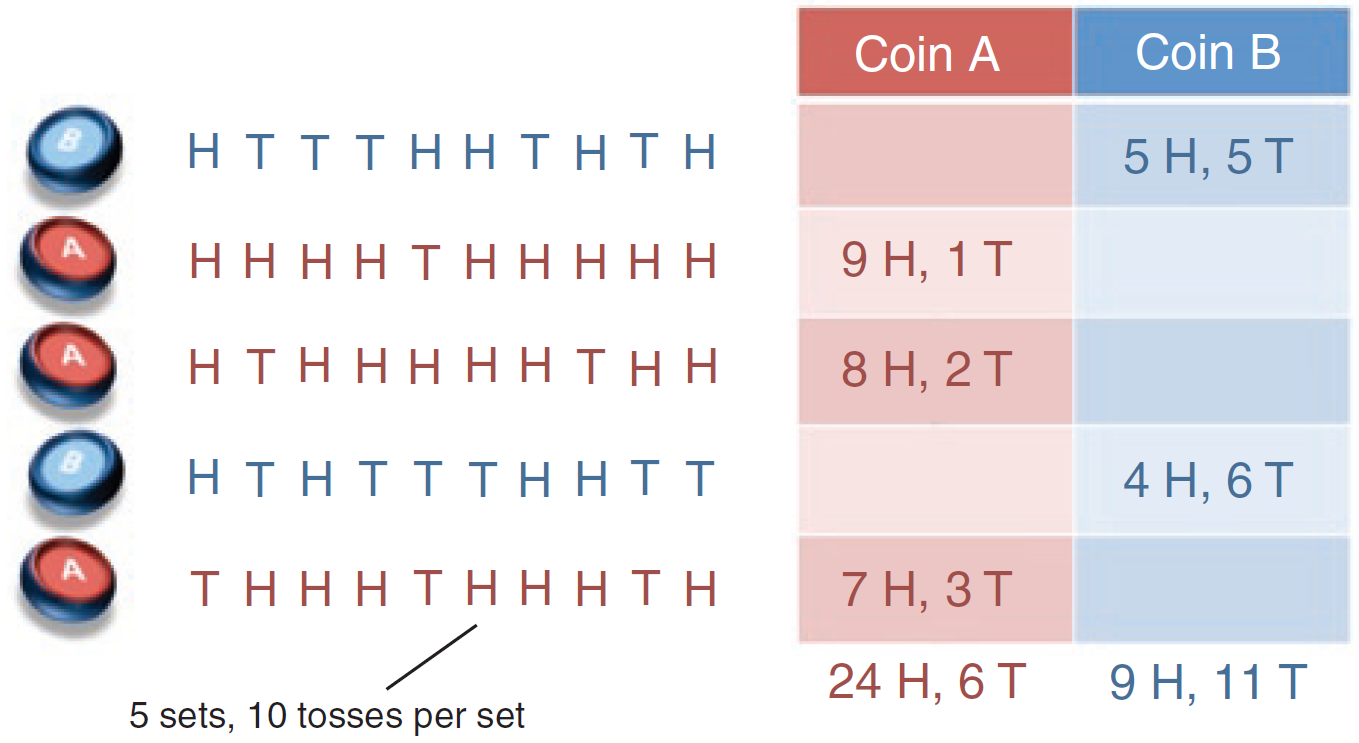 Coin A Coin B
B H T T T H H T H T H 5 H, 5 T
A H H H H T H H H H H 9 H, 1 T
A H T H H H H H T H H 8 H, 2 T
B H T H T T T H H T T 4 H, 6 T
A T H H H T H H H T H 7 H, 3 T
24 H, 6 T 9 H, 11 T
5 sets, 10 tosses per set